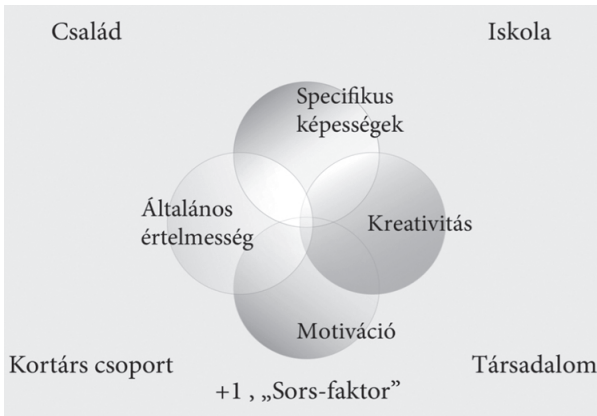 Család
Iskola
Specifikus
képességek
Általános
értelmesség
Kreativitás
Motiváció
Kortárs csoport
Társadalom
+1 , „Sors-faktor”